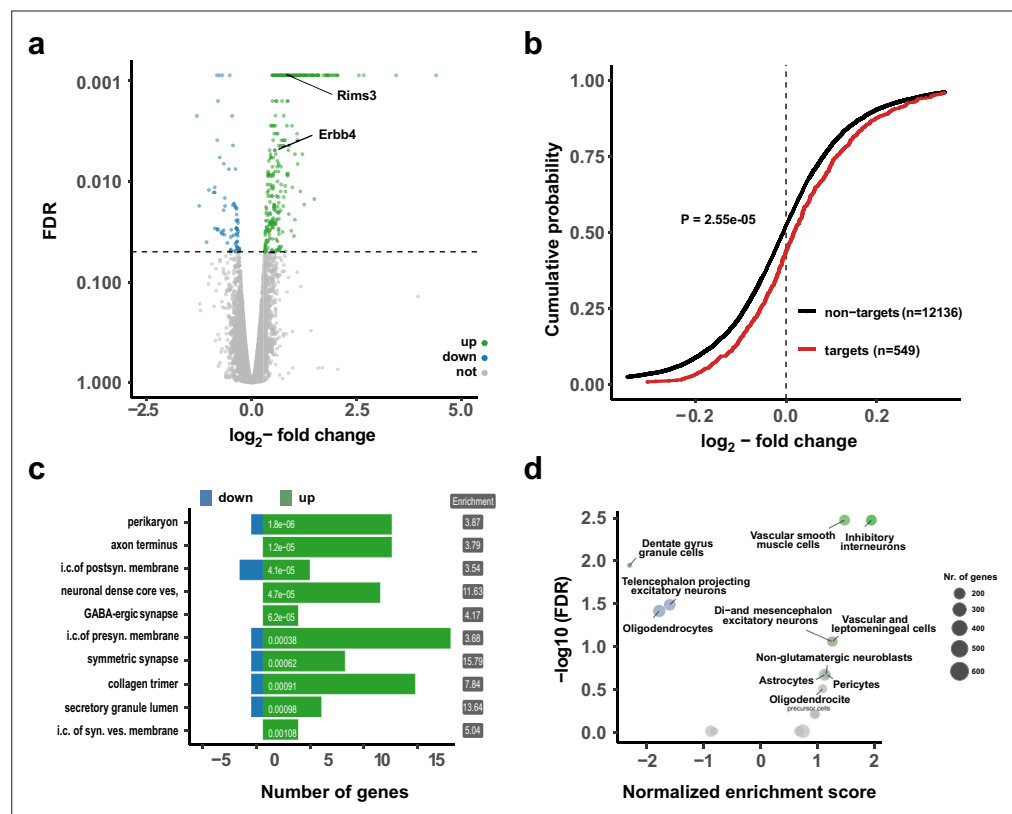 a
0.001
0.010
0.100
1.000
FDR
Rims3
Erbb4
up
down
not
−2.5
0.0
2.5
5.0
log2− fold change
b
1.00
0.75
0.50
0.25
0.00
Cumulative probability
P = 2.55e-05
non−targets (n=12136)
targets (n=549)
−0.2
0.0
0.2
log2 − fold change
c
down
up
Enrichment
perikaryon
1.8e−06
3.87
axon terminus
1.2e−05
3.79
i.c.of postsyn. membrane
4.1e−05
3.54
neuronal dense core ves,
4.7e−05
11.63
GABA-ergic synapse
6.2e−05
4.17
i.c.of presyn. membrane
0.00038
3.68
symmetric synapse
0.00062
15.79
collagen trimer
0.00091
7.84
secretory granule lumen
0.00098
13.64
i.c. of syn. ves. membrane
0.00108
5.04
−5
0
5
10
15
Number of genes
d
2.5
2.0
1.5
1.0
0.5
0.0
−log10 (FDR)
Vascular smooth
muscle cells
Inhibitory
interneurons
Dentate gyrus
granule cells
Telencephalon projecting
excitatory neurons
Oligodendrocytes
Di−and mesencephalon
excitatory neurons
Vascular and
leptomeningeal cells
Non−glutamatergic neuroblasts
Astrocytes
Pericytes
Oligodendrocite
precursor cells
Nr. of genes
200
300
400
500
600
−2
−1
0
1
2
Normalized enrichment score